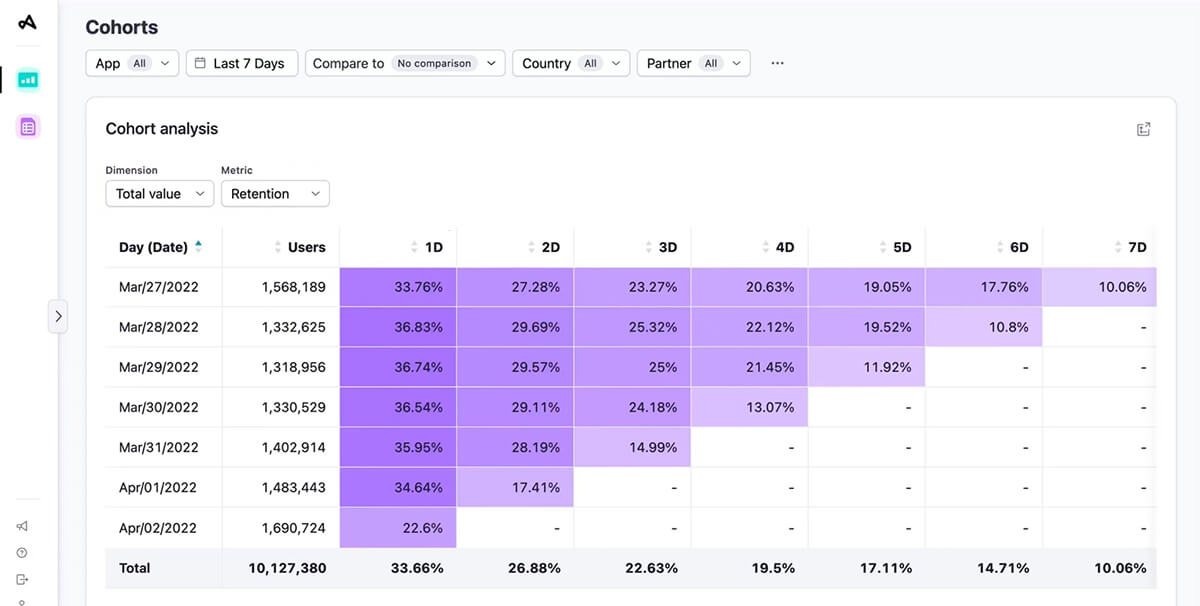 Cohorts
App All Last 7 Days Compare to No comparison Country All Partner All
Cohort analysis
Dimension Metric
Total value Retention
Day (Date) Users 1D 2D 3D 4D 5D 6D 7D
Mar/27/2022 1,568,189 33.76% 27.28% 23.27% 20.63% 19.05% 17.76% 10.06%
Mar/28/2022 1,332,625 36.83% 29.69% 25.32% 22.12% 19.52% 10.8% -
Mar/29/2022 1,318,956 36.74% 29.57% 25% 21.45% 11.92% - -
Mar/30/2022 1,330,529 36.54% 29.11% 24.18% 13.07% - - -
Mar/31/2022 1,402,914 35.95% 28.19% 14.99% - - - -
Apr/01/2022 1,483,443 34.64% 17.41% - - - - -
Apr/02/2022 1,690,724 22.6% - - - - - -
Total 10,127,380 33.66% 26.88% 22.63% 19.5% 17.11% 14.71% 10.06%